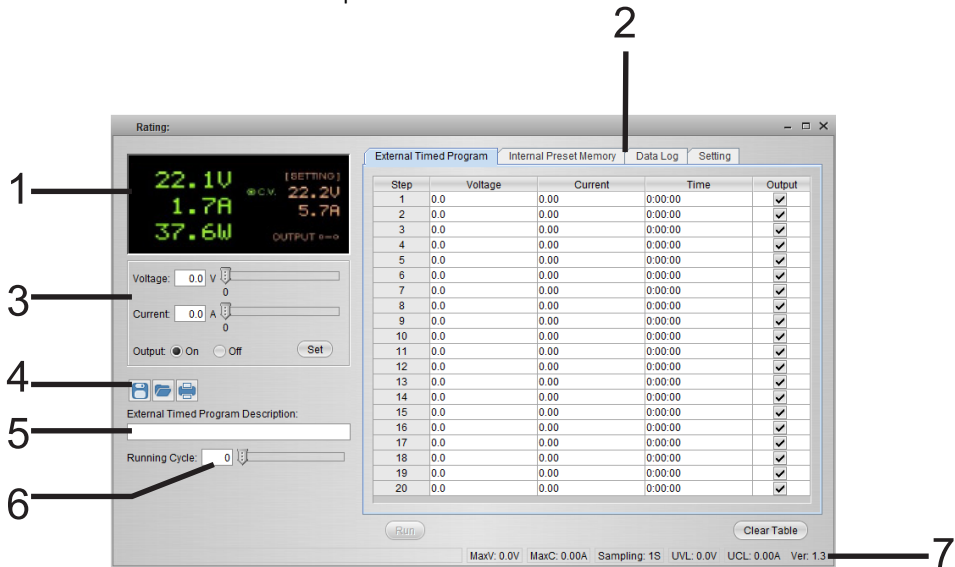 2
Rating:
1
22.1V
1.7A
37.6W
C.V.
[SETTING]
22.2V
5.7A
OUTPUT
External Timed Program Internal Preset Memory Data Log Setting
Step Voltage Current Time Output
1 0.0 0.00 0:00:00
2 0.0 0.00 0:00:00
3 0.0 0.00 0:00:00
4 0.0 0.00 0:00:00
5 0.0 0.00 0:00:00
6 0.0 0.00 0:00:00
7 0.0 0.00 0:00:00
8 0.0 0.00 0:00:00
9 0.0 0.00 0:00:00
10 0.0 0.00 0:00:00
11 0.0 0.00 0:00:00
12 0.0 0.00 0:00:00
13 0.0 0.00 0:00:00
14 0.0 0.00 0:00:00
15 0.0 0.00 0:00:00
16 0.0 0.00 0:00:00
17 0.0 0.00 0:00:00
18 0.0 0.00 0:00:00
19 0.0 0.00 0:00:00
20 0.0 0.00 0:00:00
3
Voltage: 0.0 V
0
Current: 0.0 A
0
Output: On Off Set
4
External Timed Program Description:
5
Running Cycle: 0
6
Run Clear Table
MaxV: 0.0V MaxC: 0.00A Sampling: 1S UVL: 0.0V UCL: 0.00A Ver: 1.3
7